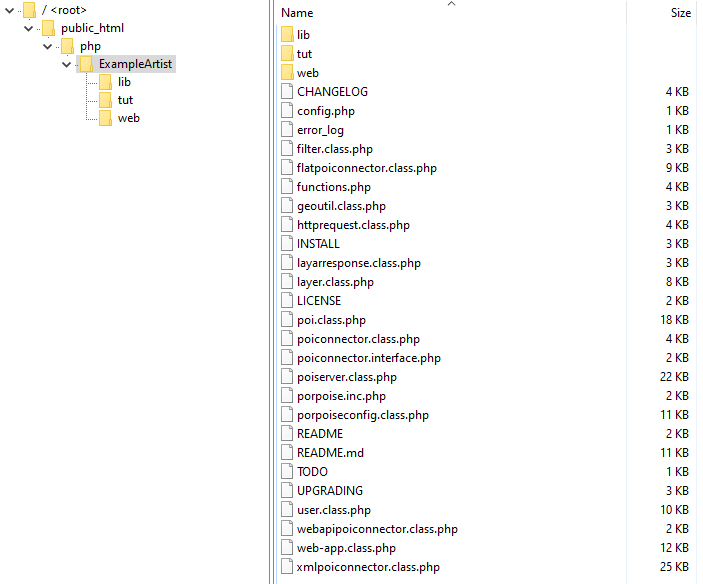 / <root>
public_html
php
ExampleArtist
lib
tut
web
Name Size
lib
tut
web
CHANGELOG 4 KB
config.php 1 KB
error_log 1 KB
filter.class.php 3 KB
flatpoiconnector.class.php 9 KB
functions.php 4 KB
geoutil.class.php 3 KB
httprequest.class.php 4 KB
INSTALL 3 KB
layarresponse.class.php 3 KB
layer.class.php 8 KB
LICENSE 2 KB
poi.class.php 18 KB
poiconnector.class.php 4 KB
poiconnector.interface.php 2 KB
poiserver.class.php 22 KB
porpoise.inc.php 2 KB
porpoiseconfig.class.php 11 KB
README 2 KB
README.md 11 KB
TODO 1 KB
UPGRADING 3 KB
user.class.php 10 KB
webapipoiconnector.class.php 2 KB
web-app.class.php 12 KB
xmlpoiconnector.class.php 25 KB